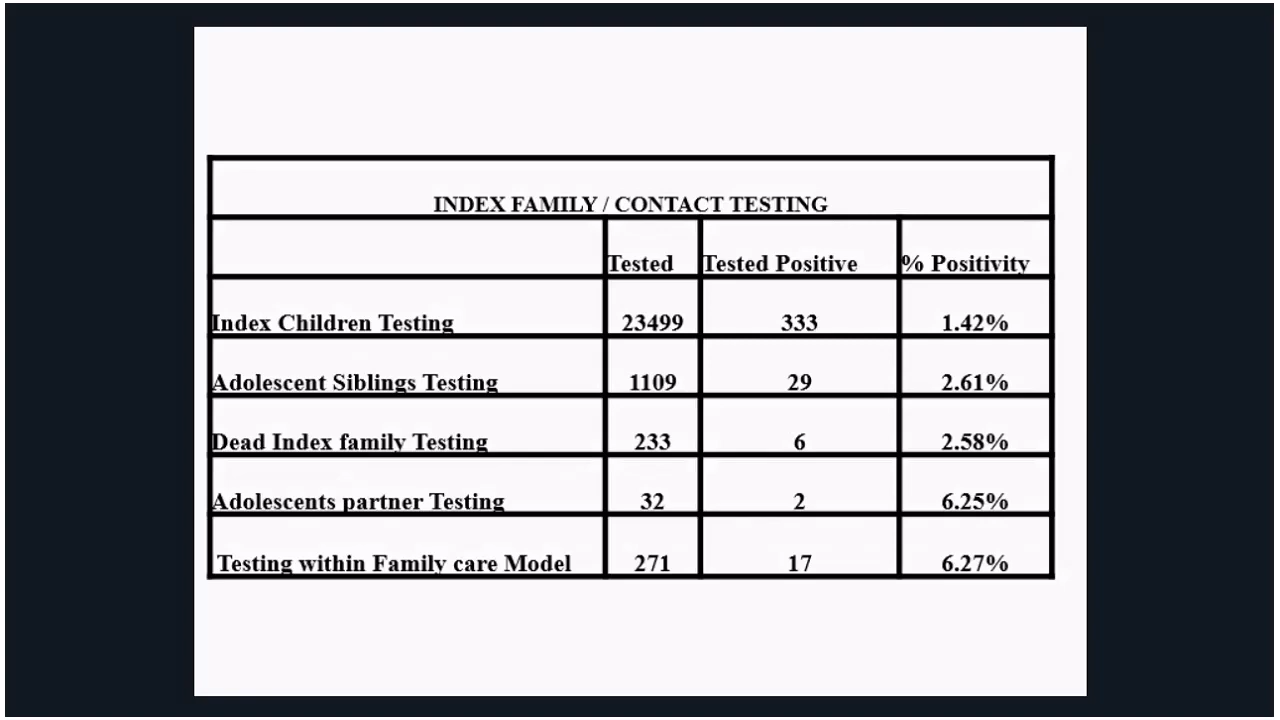 INDEX FAMILY / CONTACT TESTING
Tested Tested Positive % Positivity
Index Children Testing 23499 333 1.42%
Adolescent Siblings Testing 1109 29 2.61%
Dead Index family Testing 233 6 2.58%
Adolescents partner Testing 32 2 6.25%
Testing within Family care Model 271 17 6.27%